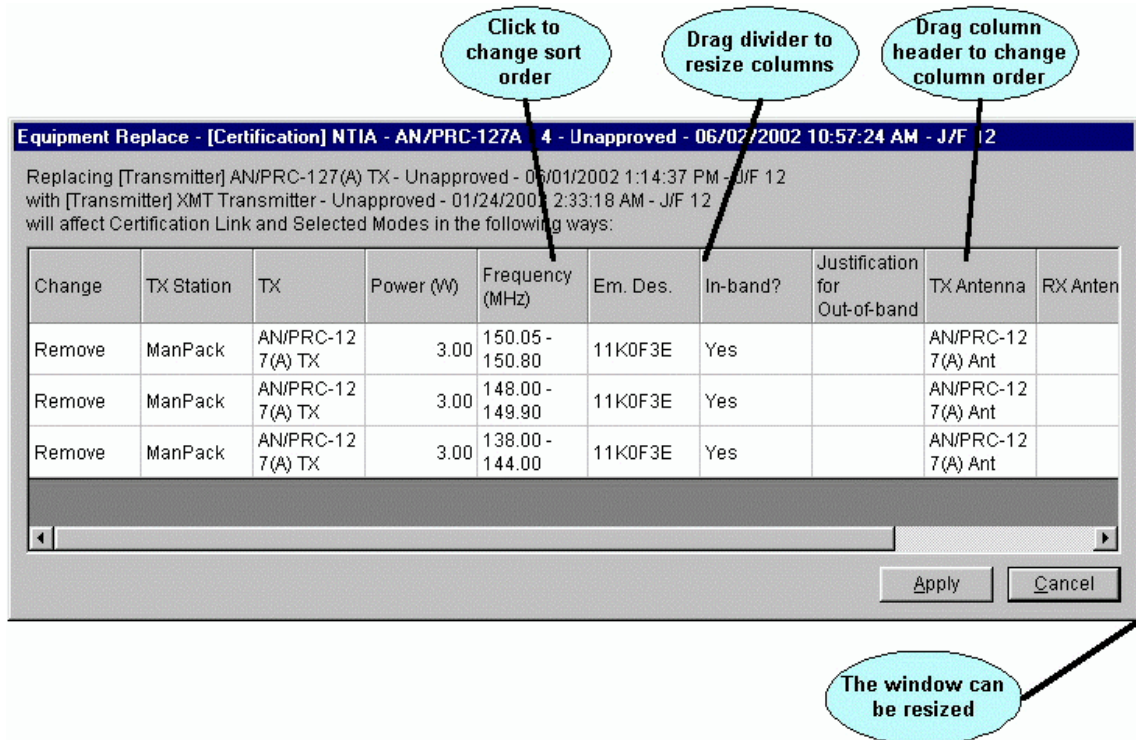 Click to
change sort
order
Drag divider to
resize columns
Drag column
header to change
column order
Equipment Replace - [Certification] NTIA - AN/PRC-127A - 4 - Unapproved - 06/02/2002 10:57:24 AM - J/F 12
Replacing [Transmitter] AN/PRC-127(A) TX - Unapproved - 06/01/2002 1:14:37 PM - J/F 12
with [Transmitter] XMT Transmitter - Unapproved - 01/24/2002 2:33:18 AM - J/F 12
will affect Certification Link and Selected Modes in the following ways:
Change TX Station TX Power (W) Frequency (MHz) Em. Des. In-band? Justification for Out-of-band TX Antenna RX Anten
Remove ManPack AN/PRC-12 7(A) TX 3.00 150.05 - 150.80 11K0F3E Yes AN/PRC-12 7(A) Ant
Remove ManPack AN/PRC-12 7(A) TX 3.00 148.00 - 149.90 11K0F3E Yes AN/PRC-12 7(A) Ant
Remove ManPack AN/PRC-12 7(A) TX 3.00 138.00 - 144.00 11K0F3E Yes AN/PRC-12 7(A) Ant
Apply Cancel
The window can
be resized